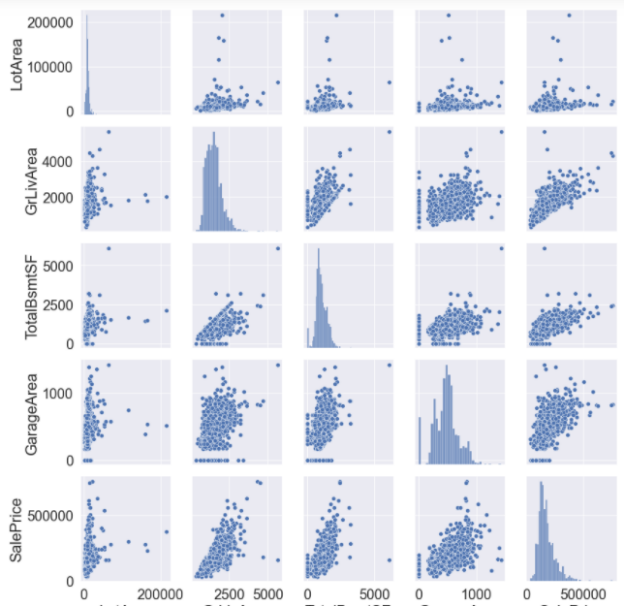 200000
LotArea
100000
0
4000
GrLivArea
2000
5000
TotalBsmtSF
2500
0
1000
GarageArea
0
500000
SalePrice
0
0 200000 2500 5000 0 5000 0 1000 0 500000